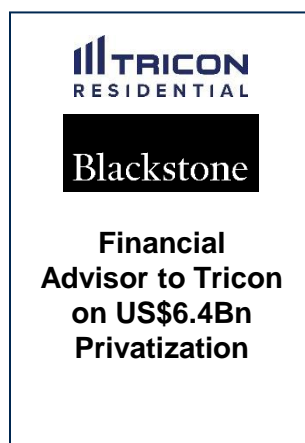 TRICON
RESIDENTIAL
Blackstone
Financial
Advisor to Tricon
on US$6.4Bn
Privatization